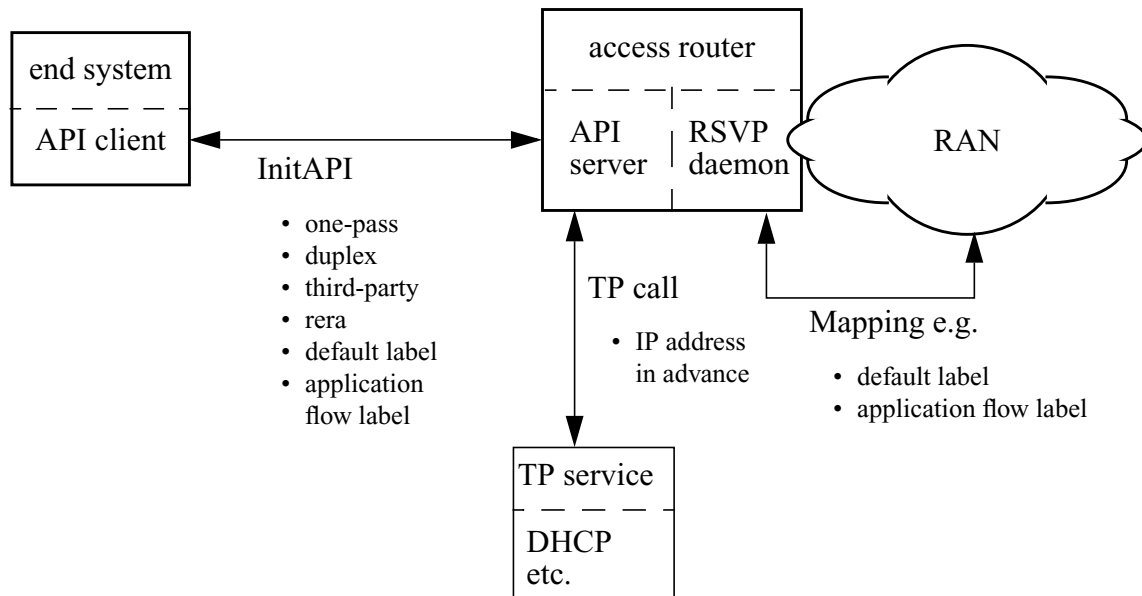 end system
API client
access router
API
server
RSVP
daemon
RAN
InitAPI
• one-pass
• duplex
• third-party
• rera
• default label
• application
flow label
TP call
• IP address
in advance
Mapping e.g.
• default label
• application flow label
TP service
DHCP
etc.